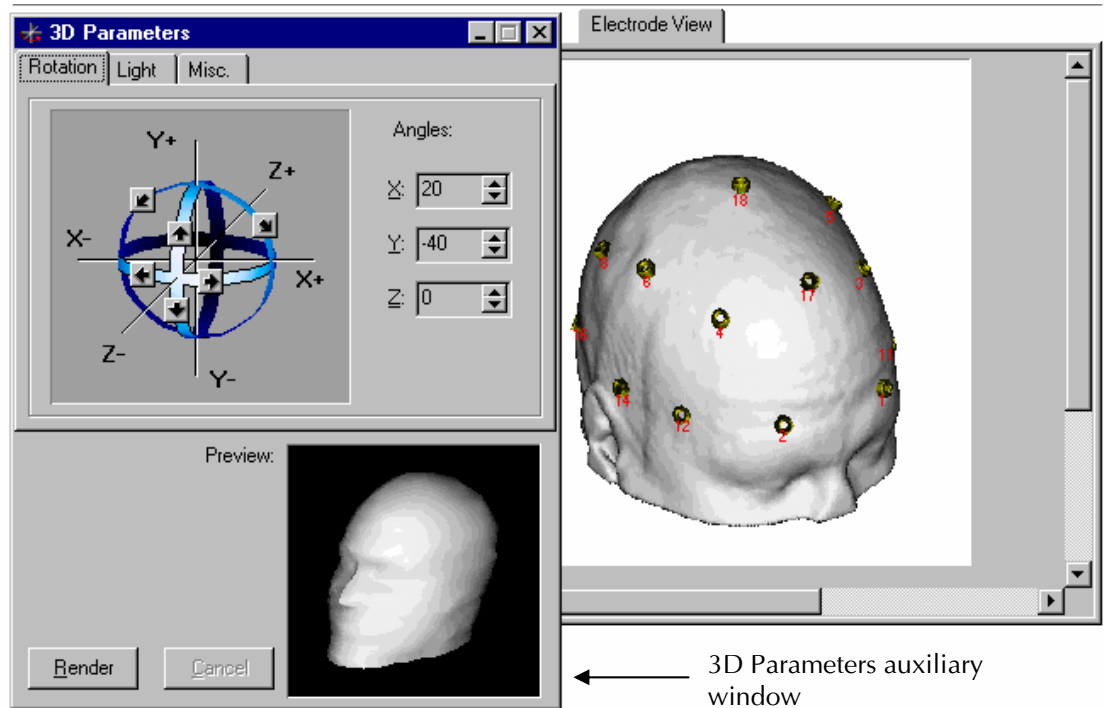 3D Parameters
Rotation Light Misc.
Y+
Z+
X-
X+
Z-
Y-
Angles:
X: 20
Y: -40
Z: 0
Preview:
Render
Cancel
Electrode View
18
5
8
6
17
3
4
16
11
14
1
12
2
3D Parameters auxiliary
window